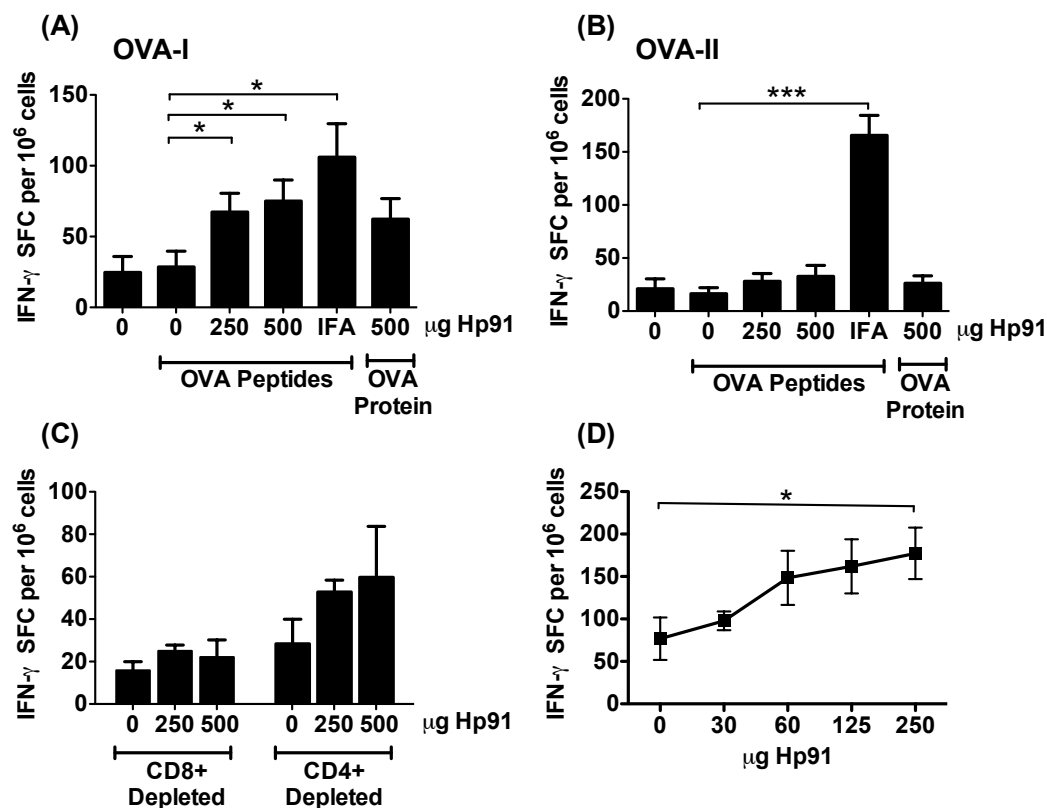 (A)
OVA-I
IFN-γ SFC per 10⁶ cells
150
100
50
0
*
*
*
0 0 250 500 IFA 500 μg Hp91
OVA Peptides OVA Protein
(B)
OVA-II
IFN-γ SFC per 10⁶ cells
200
150
100
50
0
***
0 0 250 500 IFA 500 μg Hp91
OVA Peptides OVA Protein
(C)
IFN-γ SFC per 10⁶ cells
100
80
60
40
20
0
0 250 500 0 250 500 μg Hp91
CD8+ Depleted CD4+ Depleted
(D)
IFN-γ SFC per 10⁶ cells
250
200
150
100
50
0
*
0 30 60 125 250
μg Hp91